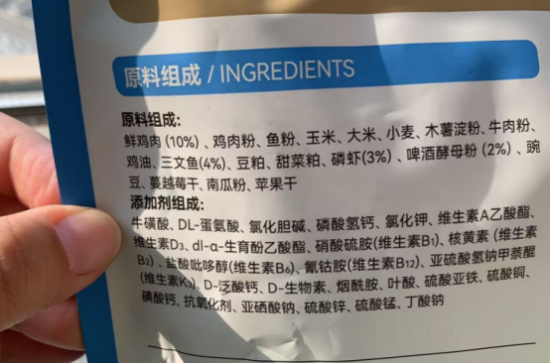 原料组成 / INGREDIENTS
原料组成:
鲜鸡肉 (10%) 、鸡肉粉、鱼粉、玉米、大米、小麦、木薯淀粉、牛肉粉、
鸡油、三文鱼(4%)、豆粕、甜菜粕、磷虾(3%) 、啤酒酵母粉 (2%) 、豌
豆、蔓越莓干、南瓜粉、苹果干
添加剂组成:
牛磺酸、DL-蛋氨酸、氯化胆碱、磷酸氢钙、氯化钾、维生素A乙酸酯、
维生素D₃、dl-α-生育酚乙酸酯、硝酸硫胺(维生素B₁)、核黄素 (维生素
B₂) 、盐酸吡哆醇(维生素B₆)、氰钴胺(维生素B₁₂)、亚硫酸氢钠甲萘醌
(维生素K₃)、D-泛酸钙、D-生物素、烟酰胺、叶酸、硫酸亚铁、硫酸铜、
碘酸钙、抗氧化剂、亚硒酸钠、硫酸锌、硫酸锰、丁酸钠